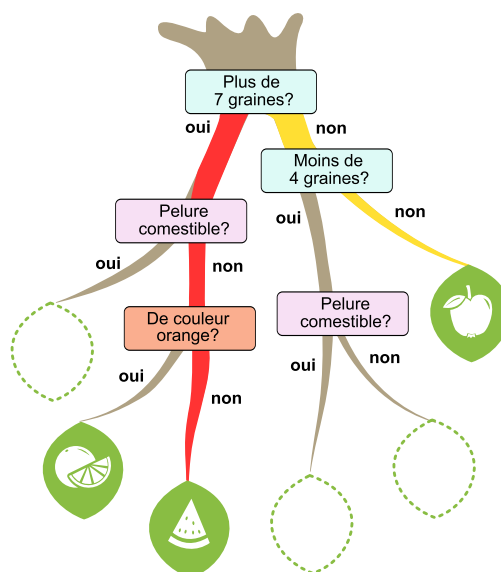 Plus de
7 graines?
oui
non
Moins de
4 graines?
Pelure
comestible?
oui
non
oui
non
De couleur
orange?
Pelure
comestible?
oui
non
oui
non